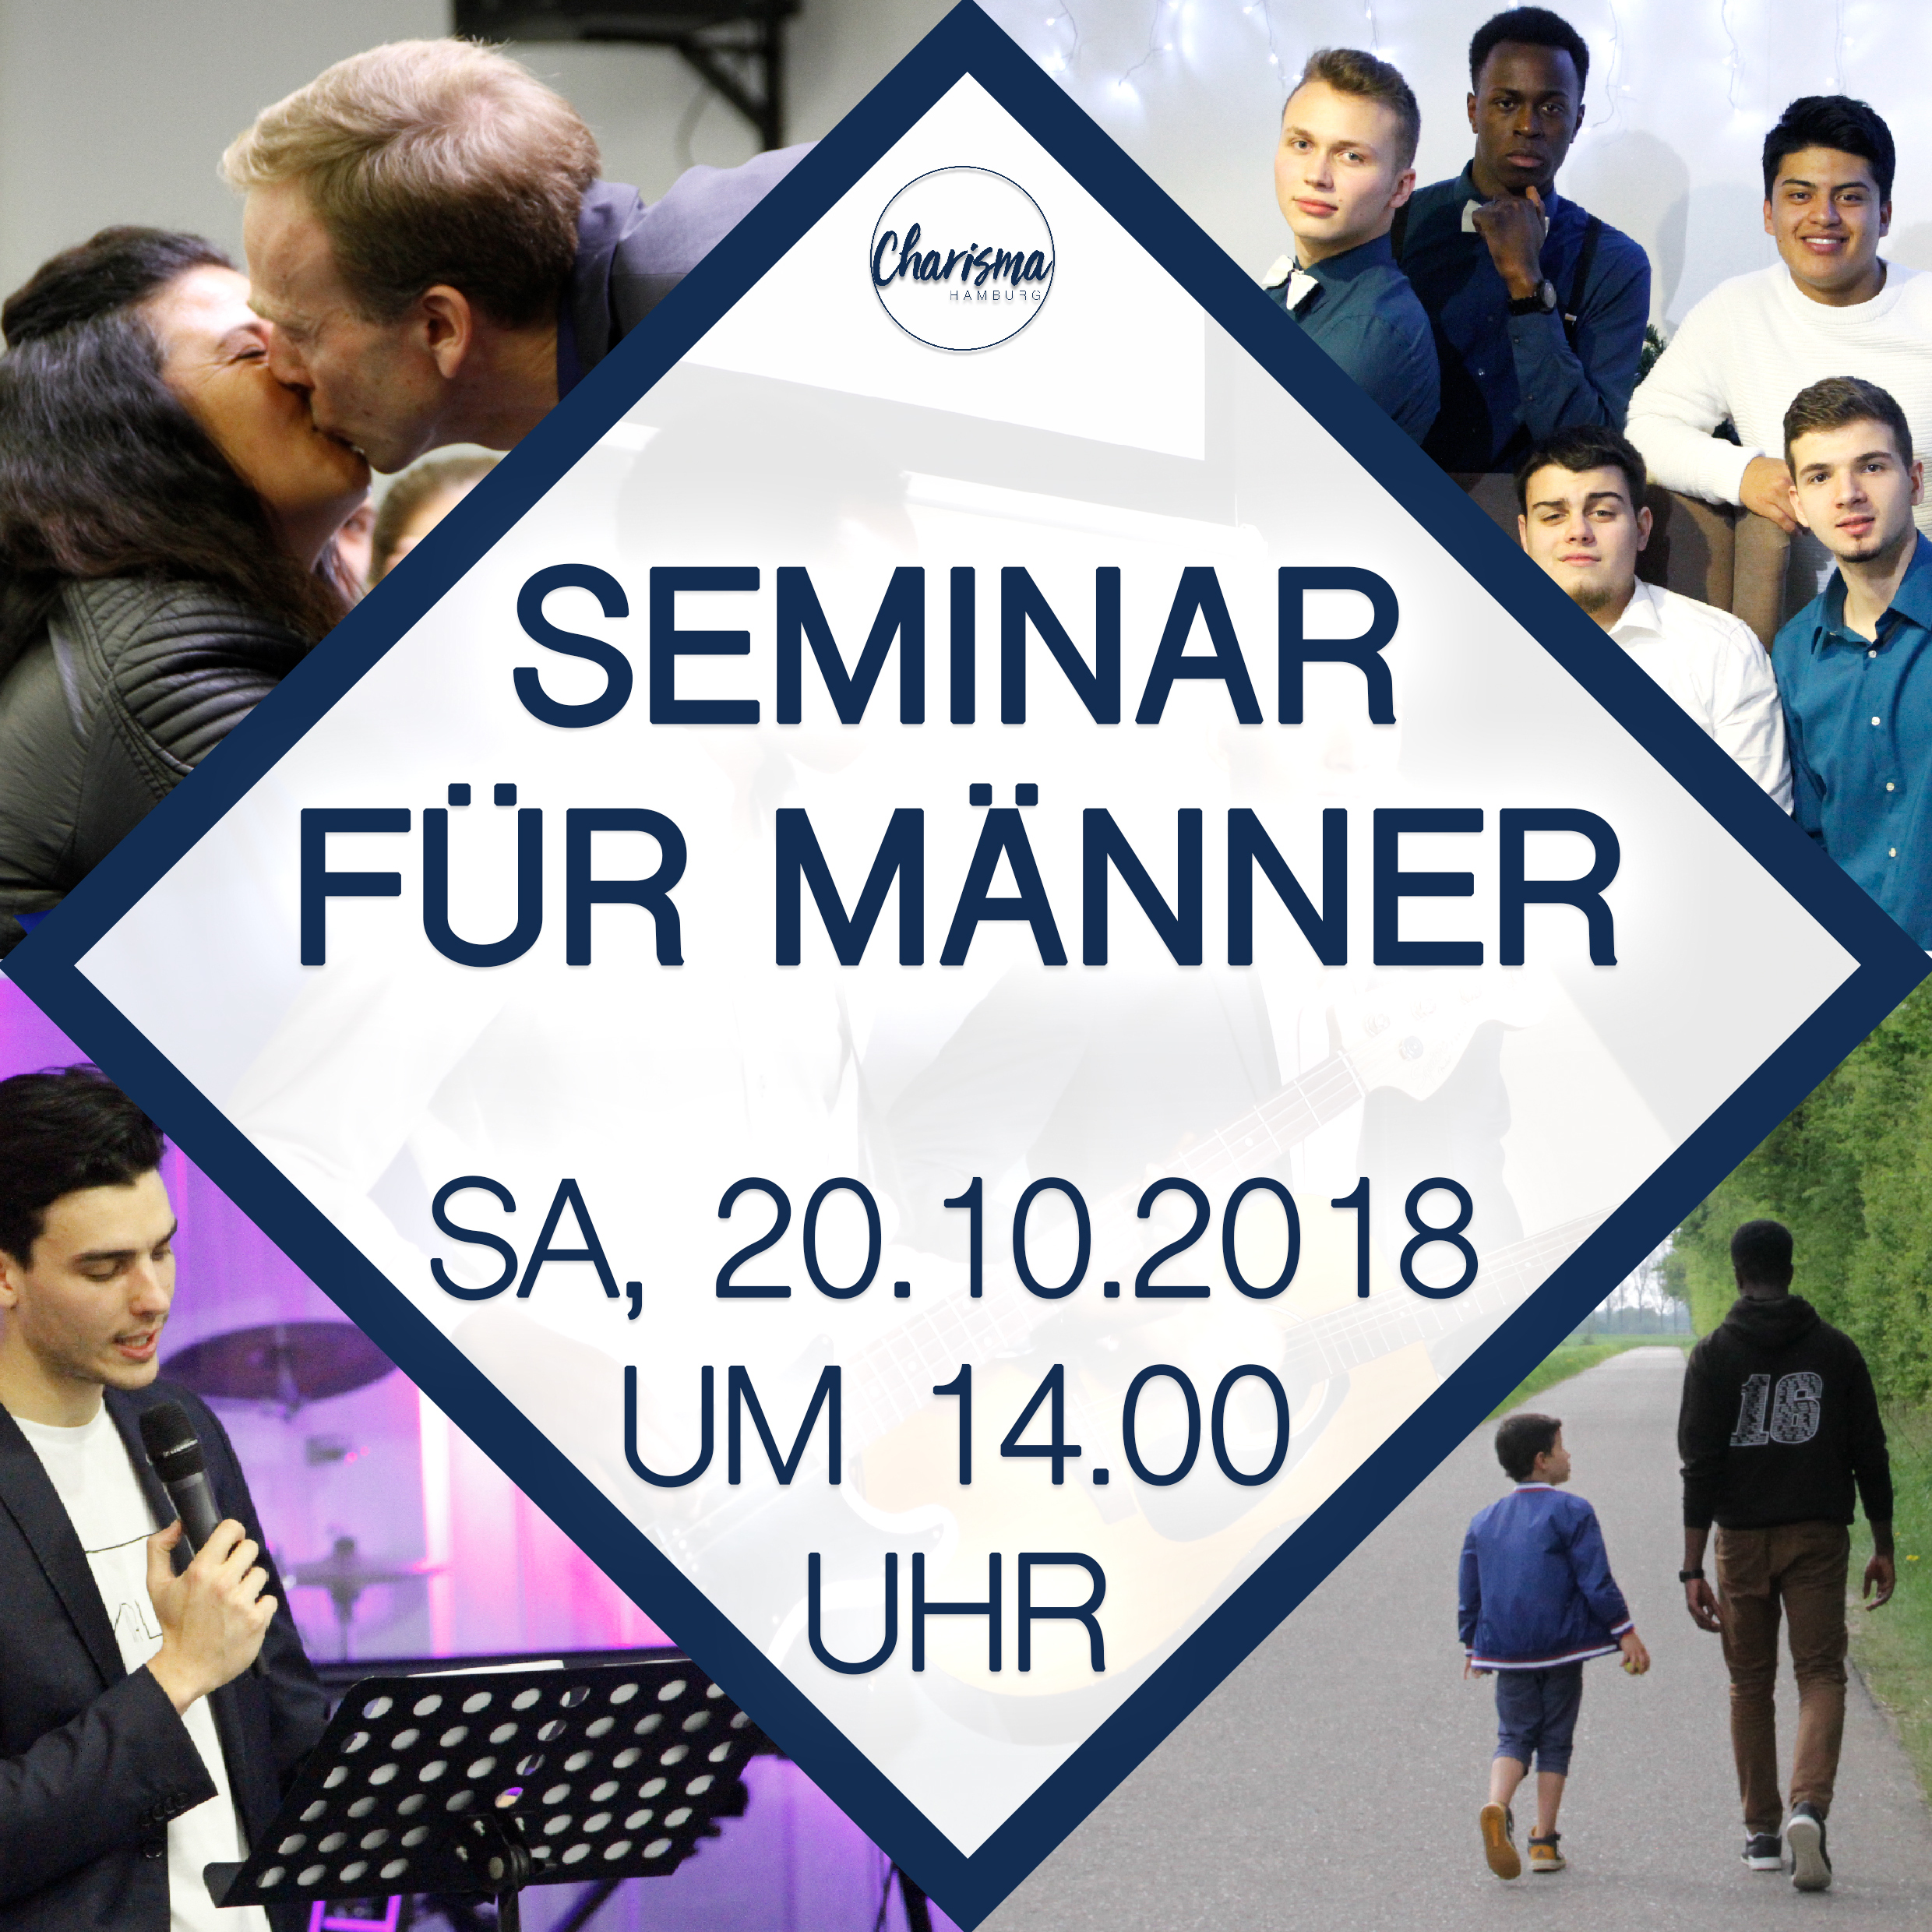 Charisma
HAMBURG
SEMINAR
FÜR MÄNNER
SA, 20.10.2018
UM 14.00
UHR
16